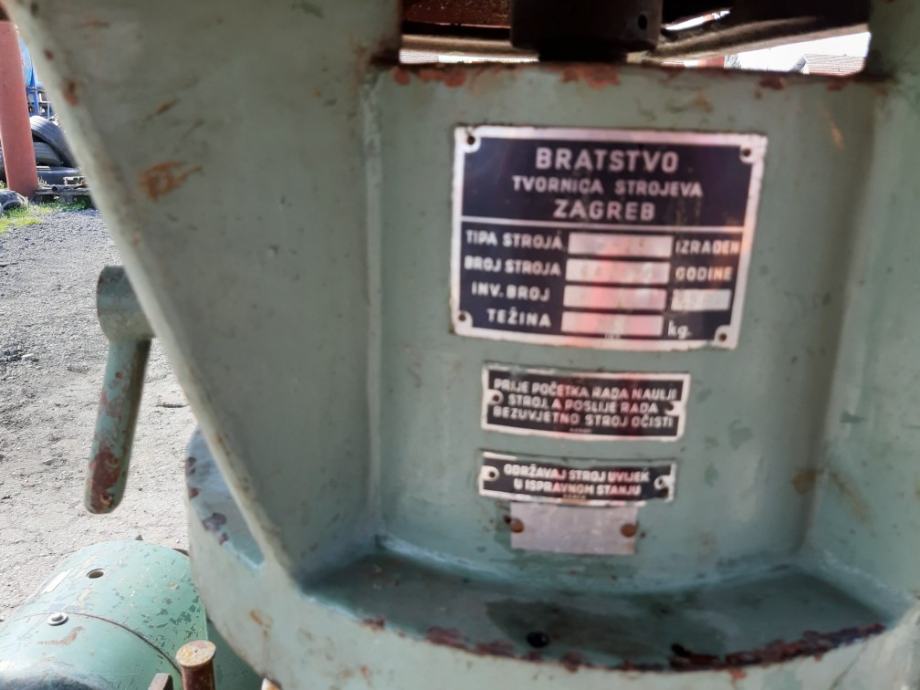 BRATSTVO
TVORNICA STROJEVA
ZAGREB
TIPA STROJA IZRAĐEN
BROJ STROJA GODINE
INV. BROJ
TEŽINA kg.
PRIJE POČETKA RADA NAULJI
STROJ, A POSLIJE RADA
BEZUVJETNO STROJ OČISTI
ODRŽAVAJ STROJ UVIJEK
U ISPRAVNOM STANJU